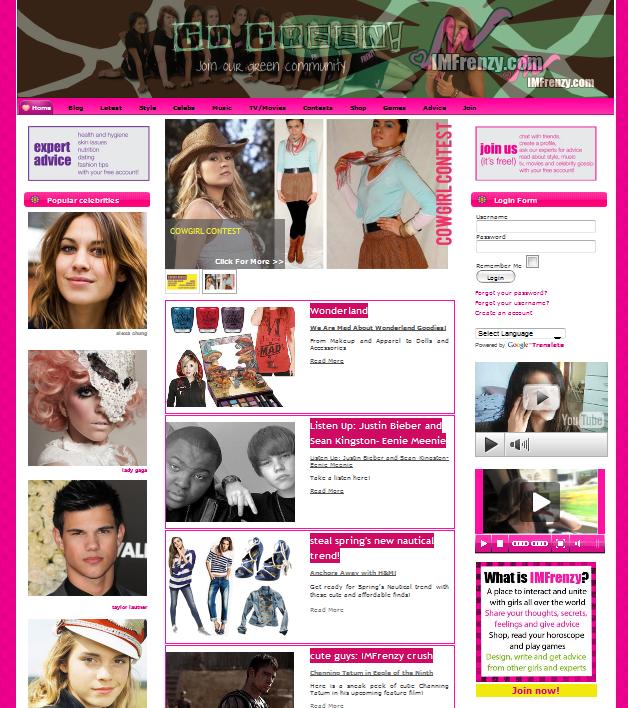 Go Green!
Join our green community
IMFrenzy.com
IMFrenzy.com
Home Blog Latest Style Celebs Music TV/Movies Contests Shop Games Advice Join
expert advice
health and hygiene
skin issues
nutrition
dating
fashion tips
with your free account!
Popular celebrities
alexa chung
lady gaga
taylor lautner
COWGIRL CONTEST
Click For More >>
COWGIRL CONTEST
Wonderland
We Are Mad About Wonderland Goodies!
From Makeup and Apparel to Dolls and
Accessories
Read More
Listen Up: Justin Bieber and
Sean Kingston- Eenie Meenie
Listen Up: Justin Bieber and Sean Kingston-
Eenie Meenie
Take a listen here!
Read More
steal spring's new nautical
trend!
Anchors Away with H&M!
Get ready for Spring's Nautical trend with
these cute and affordable finds!
Read More
cute guys: IMFrenzy crush
Channing Tatum in Eagle of the Ninth
Here is a sneak peek of cute Channing
Tatum in his upcoming feature film!
Read More
join us
(it's free!)
chat with friends,
create a profile,
ask our experts for advice
read about style, music
tv, movies and celebrity gossip
with your free account!
Login Form
Username
Password
Remember Me
Login
Forgot your password?
Forgot your username?
Create an account
Select Language
Powered by Google™Translate
YouTube
What is IMFrenzy?
A place to interact and unite
with girls all over the world
Share your thoughts, secrets,
feelings and give advice
Shop, read your horoscope
and play games
Design, write and get advice
from other girls and experts
Join now!